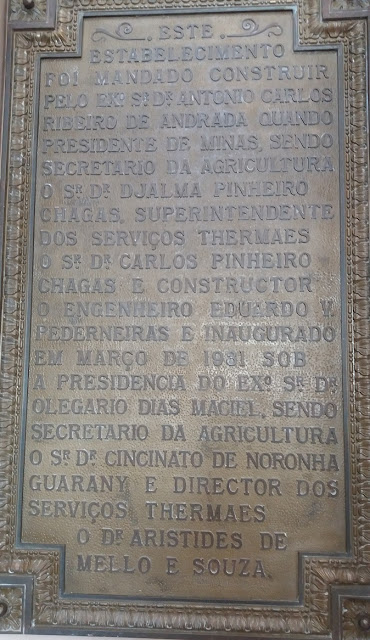 ESTE
ESTABELECIMENTO
FOI MANDADO CONSTRUIR
PELO EXº SR. DR. ANTONIO CARLOS
RIBEIRO DE ANDRADA QUANDO
PRESIDENTE DE MINAS, SENDO
SECRETARIO DA AGRICULTURA
O SR. DR. DJALMA PINHEIRO
CHAGAS, SUPERINTENDENTE
DOS SERVIÇOS THERMAES
O SR. DR. CARLOS PINHEIRO
CHAGAS E CONSTRUCTOR
O ENGENHEIRO EDUARDO V.
PEDERNEIRAS E INAUGURADO
EM MARÇO DE 1931 SOB
A PRESIDENCIA DO EXº SR. DR.
OLEGARIO DIAS MACIEL, SENDO
SECRETARIO DA AGRICULTURA
O SR. DR. CINCINATO DE NORONHA
GUARANY E DIRECTOR DOS
SERVIÇOS THERMAES
O DR. ARISTIDES DE
MELLO E SOUZA.